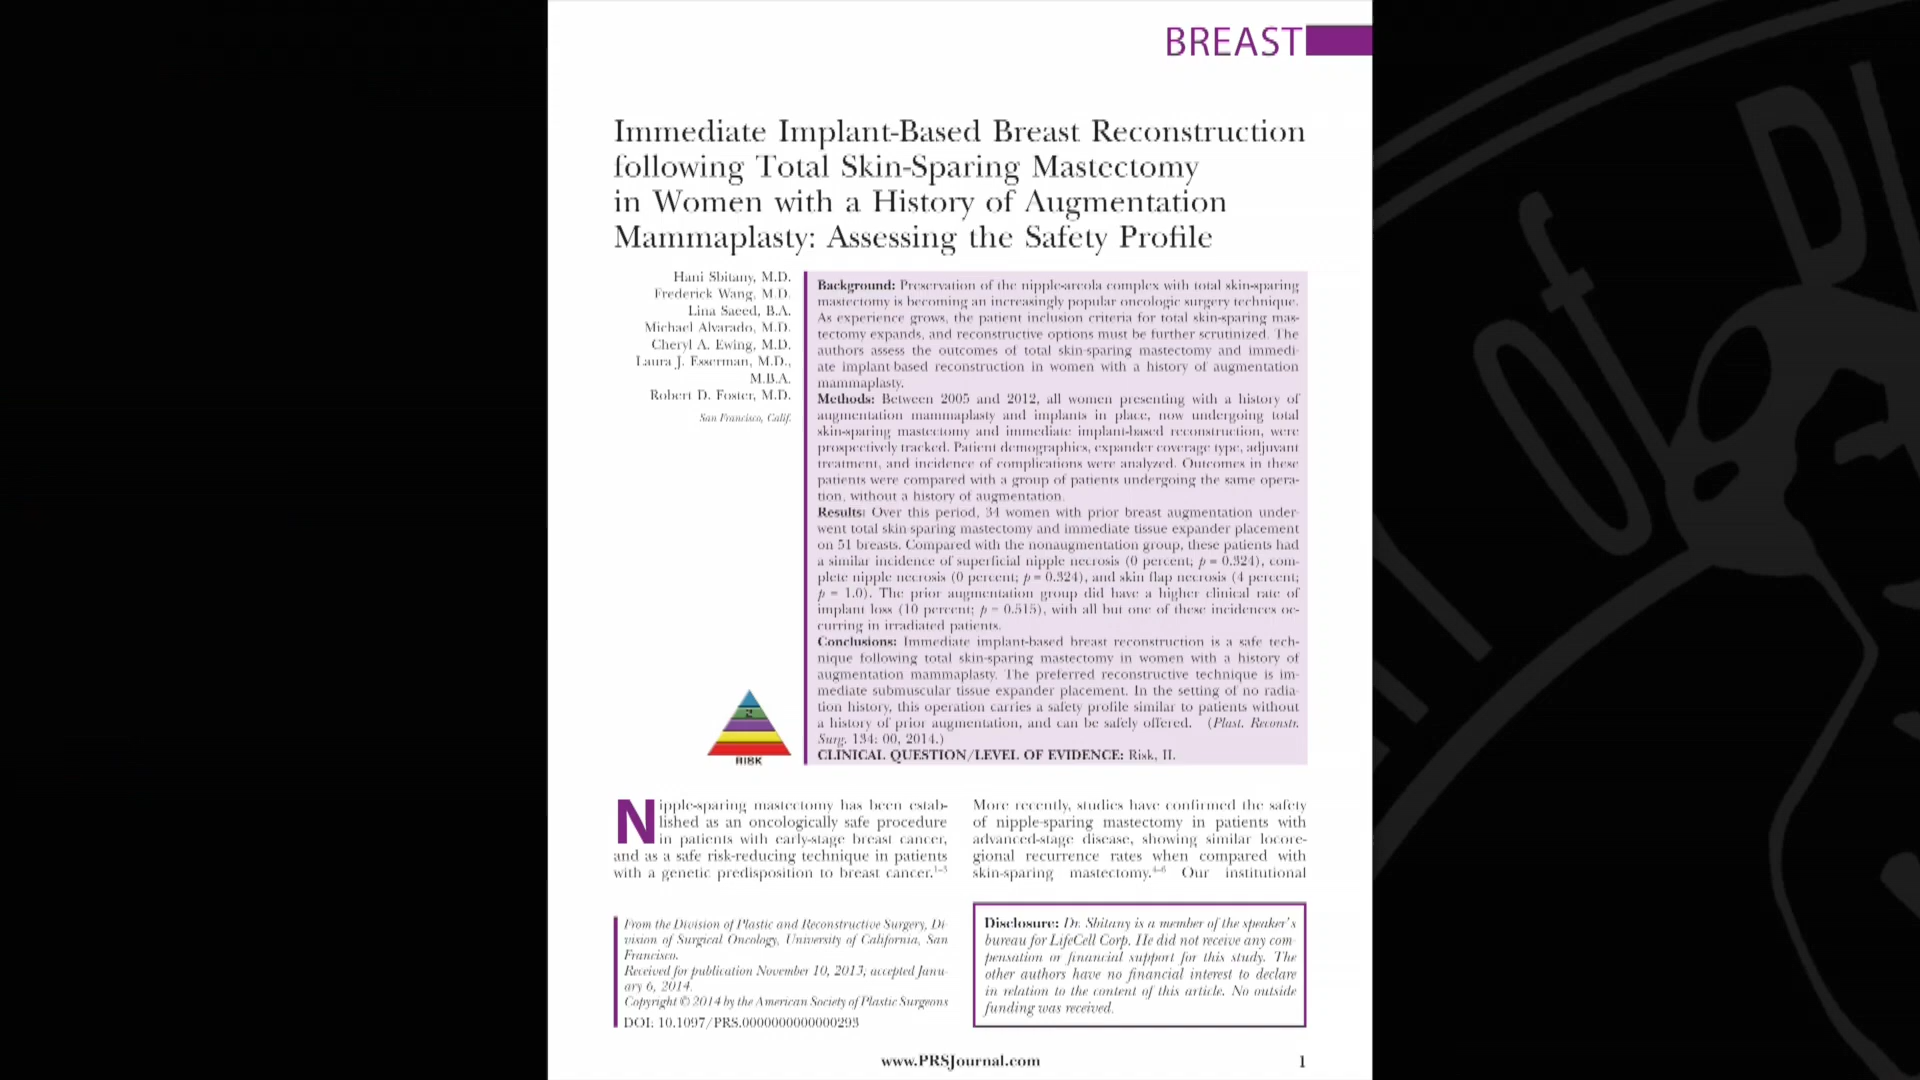 BREAST
Immediate Implant-Based Breast Reconstruction
following Total Skin-Sparing Mastectomy
in Women with a History of Augmentation
Mammaplasty: Assessing the Safety Profile
Hani Sbitany, M.D.
Frederick Wang, M.D.
Lina Saeed, B.A.
Michael Alvarado, M.D.
Cheryl A. Ewing, M.D.
Laura J. Esserman, M.D.,
M.B.A.
Robert D. Foster, M.D.
San Francisco, Calif.
Background: Preservation of the nipple-areola complex with total skin-sparing
mastectomy is becoming an increasingly popular oncologic surgery technique.
As experience grows, the patient inclusion criteria for total skin-sparing mas-
tectomy expands, and reconstructive options must be further scrutinized. The
authors assess the outcomes of total skin-sparing mastectomy and immedi-
ate implant-based reconstruction in women with a history of augmentation
mammaplasty.
Methods: Between 2005 and 2012, all women presenting with a history of
augmentation mammaplasty and implants in place, now undergoing total
skin-sparing mastectomy and immediate implant-based reconstruction, were
prospectively tracked. Patient demographics, expander coverage type, adjuvant
treatment, and incidence of complications were analyzed. Outcomes in these
patients were compared with a group of patients undergoing the same opera-
tion, without a history of augmentation.
Results: Over this period, 34 women with prior breast augmentation under-
went total skin-sparing mastectomy and immediate tissue expander placement
on 51 breasts. Compared with the nonaugmentation group, these patients had
a similar incidence of superficial nipple necrosis (0 percent; p = 0.324), com-
plete nipple necrosis (0 percent; p = 0.324), and skin flap necrosis (4 percent;
p = 1.0). The prior augmentation group did have a higher clinical rate of
implant loss (10 percent; p = 0.515), with all but one of these incidences oc-
curring in irradiated patients.
Conclusions: Immediate implant-based breast reconstruction is a safe tech-
nique following total skin-sparing mastectomy in women with a history of
augmentation mammaplasty. The preferred reconstructive technique is im-
mediate submuscular tissue expander placement. In the setting of no radia-
tion history, this operation carries a safety profile similar to patients without
a history of prior augmentation, and can be safely offered. (Plast. Reconstr.
Surg. 134: 00, 2014.)
CLINICAL QUESTION/LEVEL OF EVIDENCE: Risk, II.
2
RISK
Nipple-sparing mastectomy has been estab-
lished as an oncologically safe procedure
in patients with early-stage breast cancer,
and as a safe risk-reducing technique in patients
with a genetic predisposition to breast cancer.1–3
More recently, studies have confirmed the safety
of nipple-sparing mastectomy in patients with
advanced-stage disease, showing similar locore-
gional recurrence rates when compared with
skin-sparing mastectomy.4–6 Our institutional
From the Division of Plastic and Reconstructive Surgery, Di-
vision of Surgical Oncology, University of California, San
Francisco.
Received for publication November 10, 2013; accepted Janu-
ary 6, 2014.
Copyright © 2014 by the American Society of Plastic Surgeons
DOI: 10.1097/PRS.0000000000000293
Disclosure: Dr. Sbitany is a member of the speaker's
bureau for LifeCell Corp. He did not receive any com-
pensation or financial support for this study. The
other authors have no financial interest to declare
in relation to the content of this article. No outside
funding was received.
www.PRSJournal.com
1
of